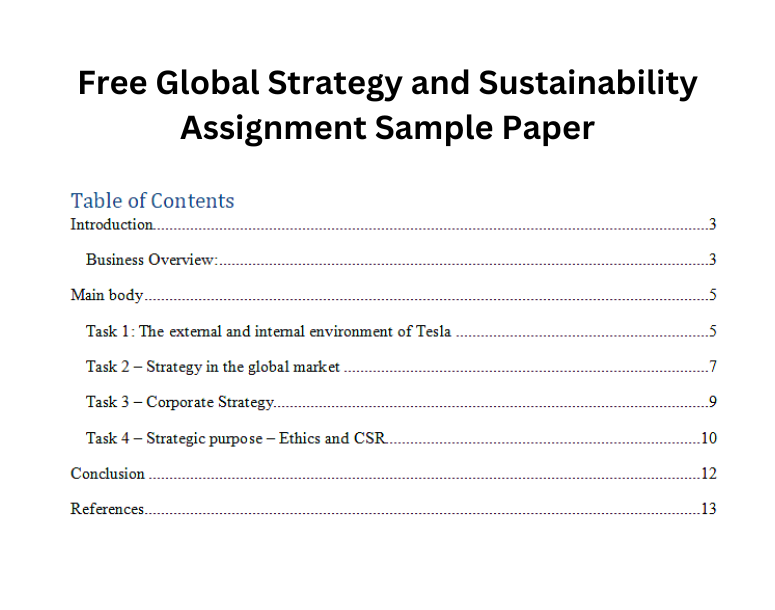 Free Global Strategy and Sustainability
Assignment Sample Paper
Table of Contents
Introduction............................................................3
Business Overview:............................................................3
Main body............................................................5
Task 1: The external and internal environment of Tesla ............................................................5
Task 2 – Strategy in the global market ............................................................7
Task 3 – Corporate Strategy............................................................9
Task 4 – Strategic purpose – Ethics and CSR............................................................10
Conclusion ............................................................12
References............................................................13